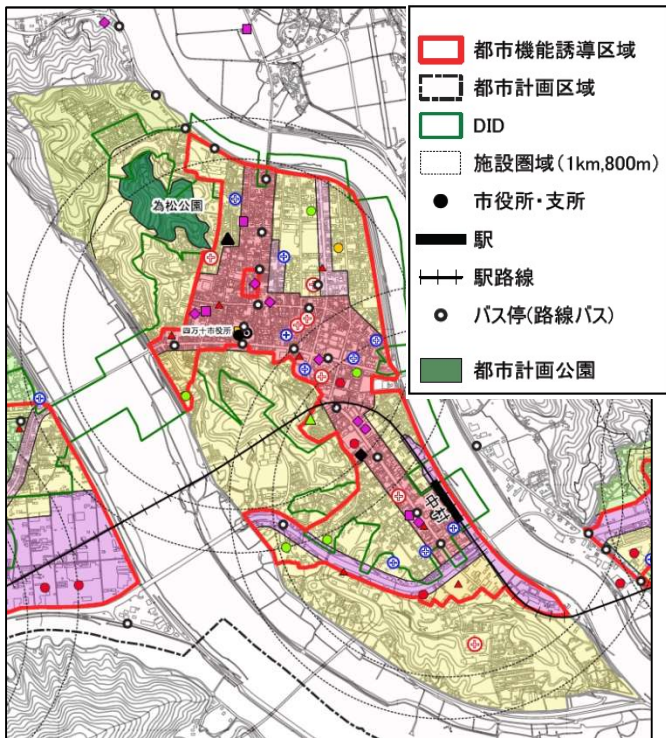 都市機能誘導区域
都市計画区域
DID
施設圏域（1km,800m）
市役所・支所
駅
駅路線
バス停（路線バス）
都市計画公園
為松公園
四万十市役所
中村